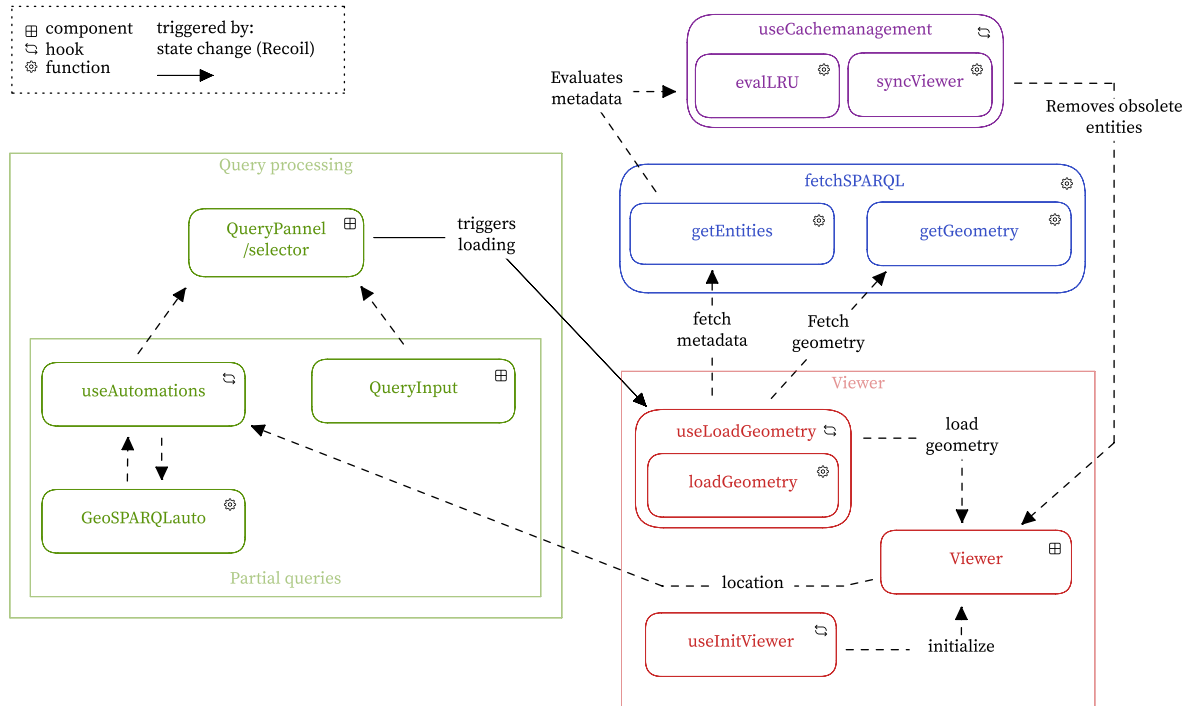 component
hook
function
triggered by:
state change (Recoil)
useCachemanagement
evalLRU
syncViewer
Evaluates
metadata
Removes obsolete
entities
Query processing
QueryPannel
/selector
triggers
loading
fetchSPARQL
getEntities
getGeometry
fetch
metadata
Fetch
geometry
useAutomations
QueryInput
GeoSPARQLauto
Partial queries
Viewer
useLoadGeometry
loadGeometry
load
geometry
Viewer
location
useInitViewer
initialize